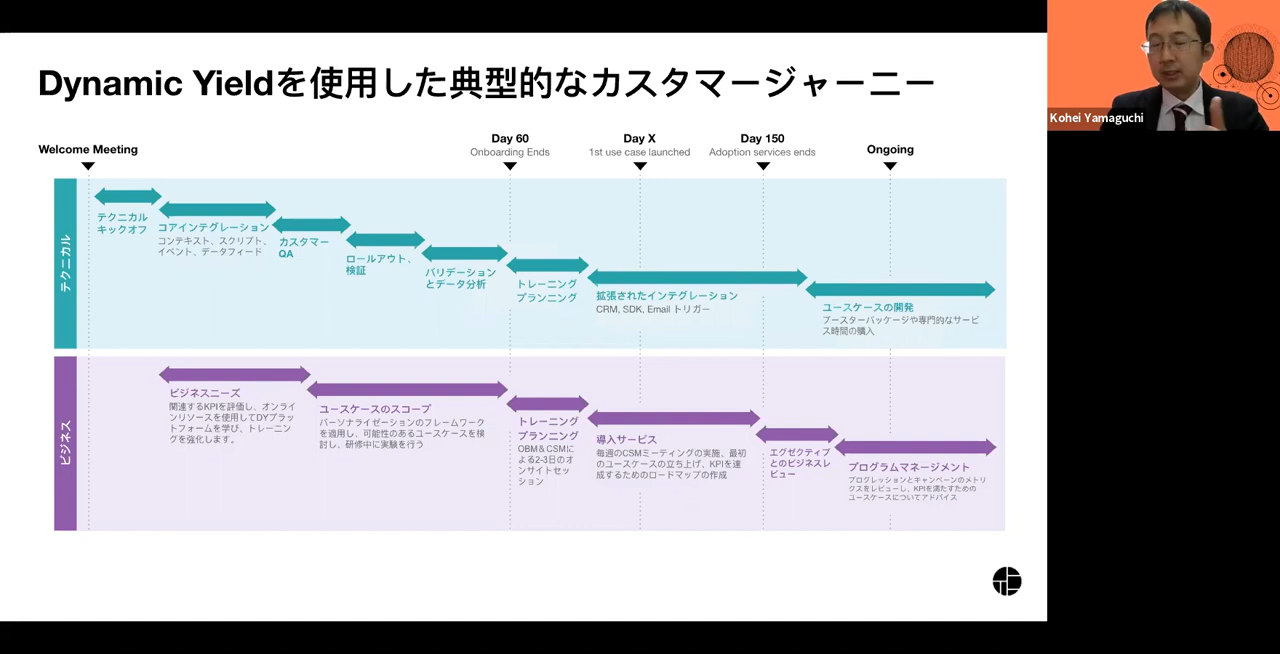 Dynamic Yieldを使用した典型的なカスタマージャーニー
Kohei Yamaguchi
Welcome Meeting
Day 60
Onboarding Ends
Day X
1st use case launched
Day 150
Adoption services ends
Ongoing
テクニカル
テクニカル
キックオフ
コアインテグレーション
コンテキスト、スクリプト、
イベント、データフィード
カスタマー
QA
ロールアウト、
検証
バリデーション
とデータ分析
トレーニング
プランニング
拡張されたインテグレーション
CRM, SDK, Email トリガー
ユースケースの開発
ブースターパッケージや専門的なサービ
ス時間の購入
ビジネス
ビジネスニーズ
関連するKPIを評価し、オンライ
ンリソースを使用してDYプラッ
トフォームを学び、トレーニン
グを強化します。
ユースケースのスコープ
パーソナライゼーションのフレームワーク
を適用し、可能性のあるユースケースを検
討し、研修中に実験を行う
トレーニング
プランニング
OBM＆CSMに
よる2-3日のオ
ンサイトセッ
ション
導入サービス
毎週のCSMミーティングの実施、最初
のユースケースの立ち上げ、KPIを達
成するためのロードマップの作成
エグゼクティブ
とのビジネスレ
ビュー
プログラムマネージメント
プログレッションとキャンペーンのメトリ
クスをレビューし、KPIを満たすための
ユースケースについてアドバイス